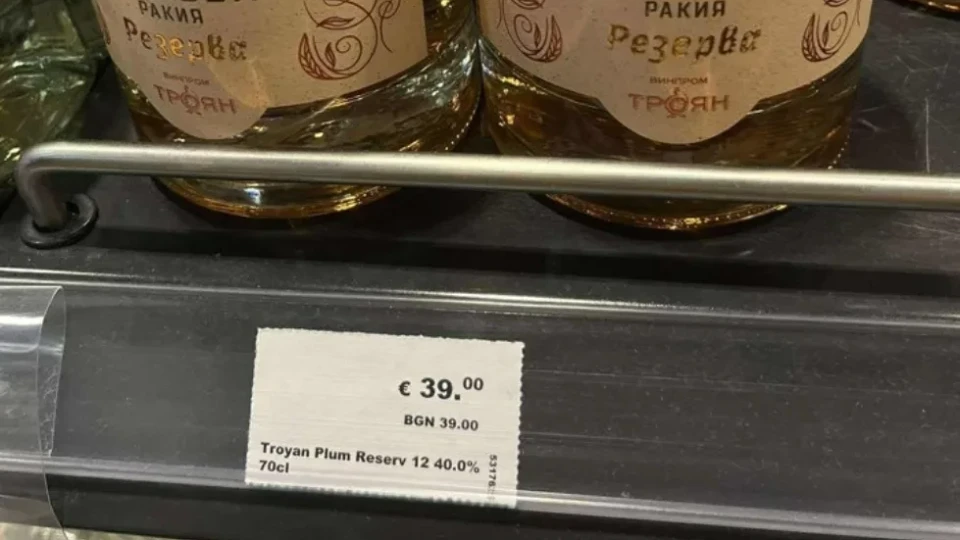 РАКИЯ
Резерва
ВИНПРОМ
ТРОЯН
РАКИЯ
Резерва
ВИНПРОМ
ТРОЯН
€ 39.00
BGN 39.00
Troyan Plum Reserv 12 40.0%
70cl